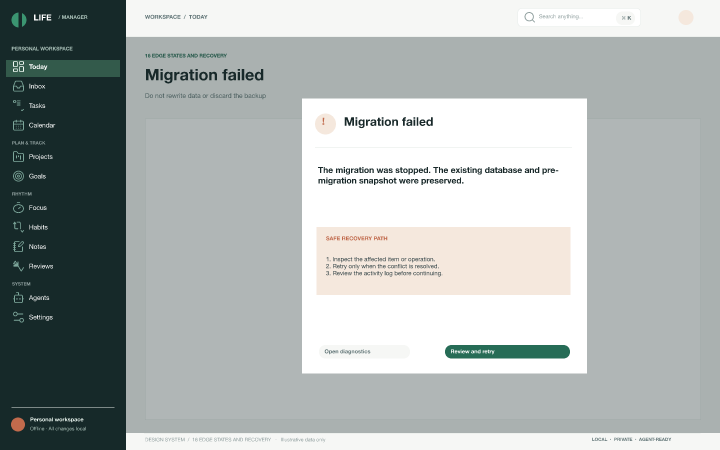 LIFE / MANAGER
PERSONAL WORKSPACE
Today
Inbox
Tasks
Calendar
PLAN & TRACK
Projects
Goals
RHYTHM
Focus
Habits
Notes
Reviews
SYSTEM
Agents
Settings
Personal workspace
Offline · All changes local
WORKSPACE / TODAY
Search anything...
⌘ K
16 EDGE STATES AND RECOVERY
Migration failed
Do not rewrite data or discard the backup
! Migration failed
The migration was stopped. The existing database and pre-
migration snapshot were preserved.
SAFE RECOVERY PATH
1. Inspect the affected item or operation.
2. Retry only when the conflict is resolved.
3. Review the activity log before continuing.
Open diagnostics
Review and retry
DESIGN SYSTEM / 16 EDGE STATES AND RECOVERY · Illustrative data only
LOCAL · PRIVATE · AGENT-READY